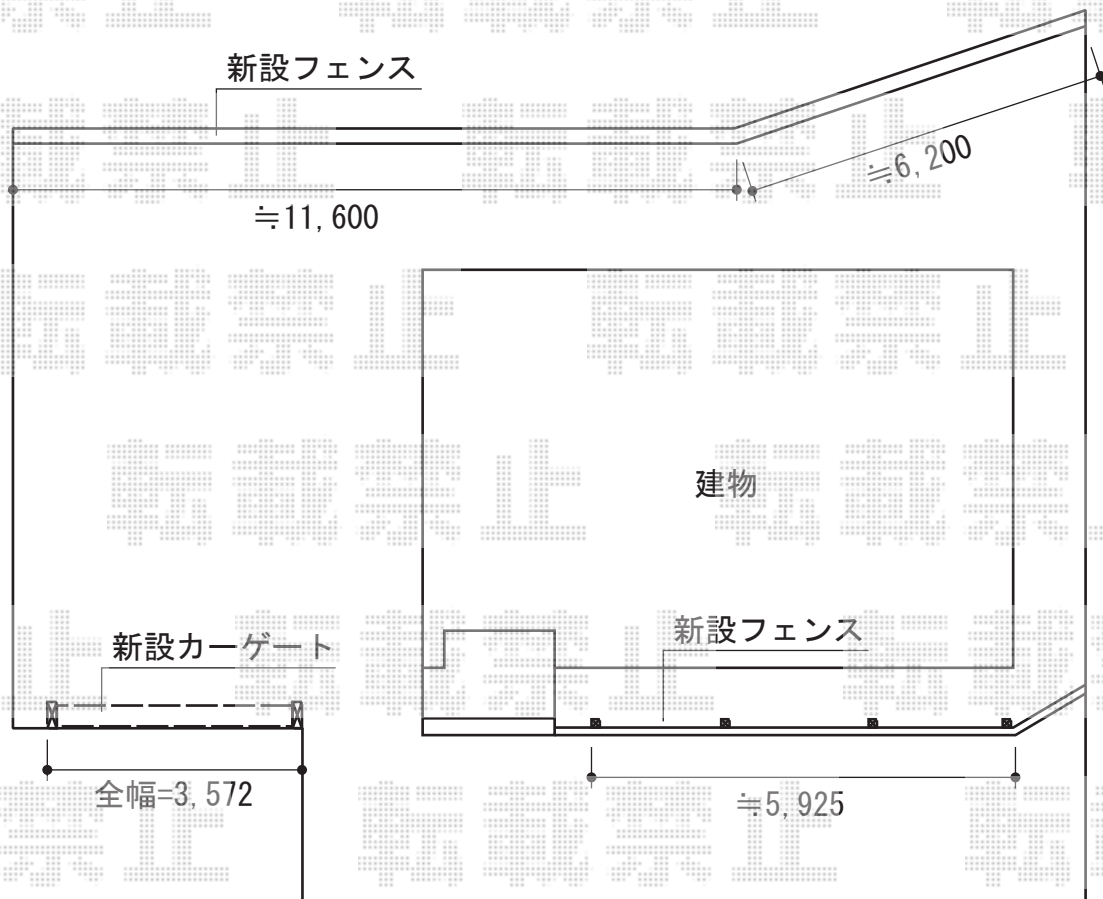 新設フェンス
≒6,200
≒11,600
建物
新設フェンス
新設カーゲート
全幅=3,572
≒5,925
転載禁止